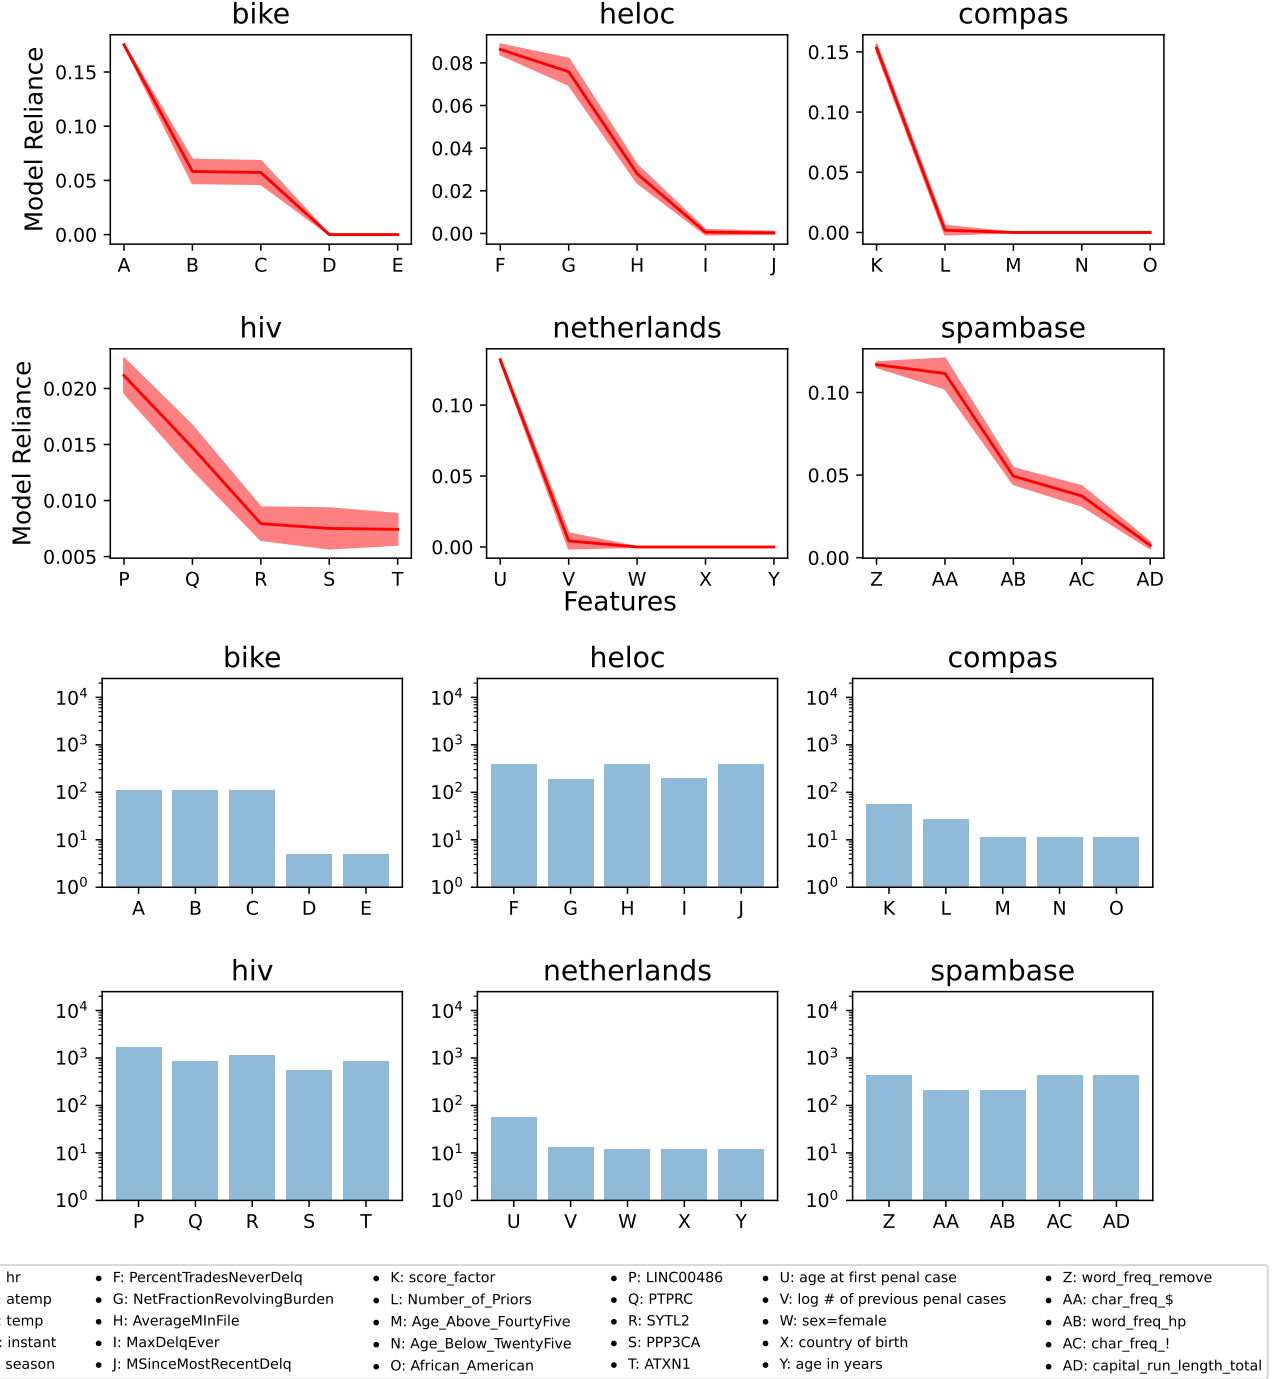 bike heloc compas
Model Reliance
0.15
0.10
0.05
0.00
A B C D E
0.08
0.06
0.04
0.02
0.00
F G H I J
0.15
0.10
0.05
0.00
K L M N O
hiv netherlands spambase
Model Reliance
0.020
0.015
0.010
0.005
P Q R S T
0.10
0.05
0.00
U V W X Y
0.10
0.05
0.00
Z AA AB AC AD
Features
bike heloc compas
10⁴
10³
10²
10¹
10⁰
A B C D E
10⁴
10³
10²
10¹
10⁰
F G H I J
10⁴
10³
10²
10¹
10⁰
K L M N O
hiv netherlands spambase
10⁴
10³
10²
10¹
10⁰
P Q R S T
10⁴
10³
10²
10¹
10⁰
U V W X Y
10⁴
10³
10²
10¹
10⁰
Z AA AB AC AD
hr
: atemp
: temp
: instant
season
• F: PercentTradesNeverDelq
• G: NetFractionRevolvingBurden
• H: AverageMInFile
• I: MaxDelqEver
• J: MSinceMostRecentDelq
• K: score_factor
• L: Number_of_Priors
• M: Age_Above_FourtyFive
• N: Age_Below_TwentyFive
• O: African_American
• P: LINC00486
• Q: PTPRC
• R: SYTL2
• S: PPP3CA
• T: ATXN1
• U: age at first penal case
• V: log # of previous penal cases
• W: sex=female
• X: country of birth
• Y: age in years
• Z: word_freq_remove
• AA: char_freq_$
• AB: word_freq_hp
• AC: char_freq_!
• AD: capital_run_length_total